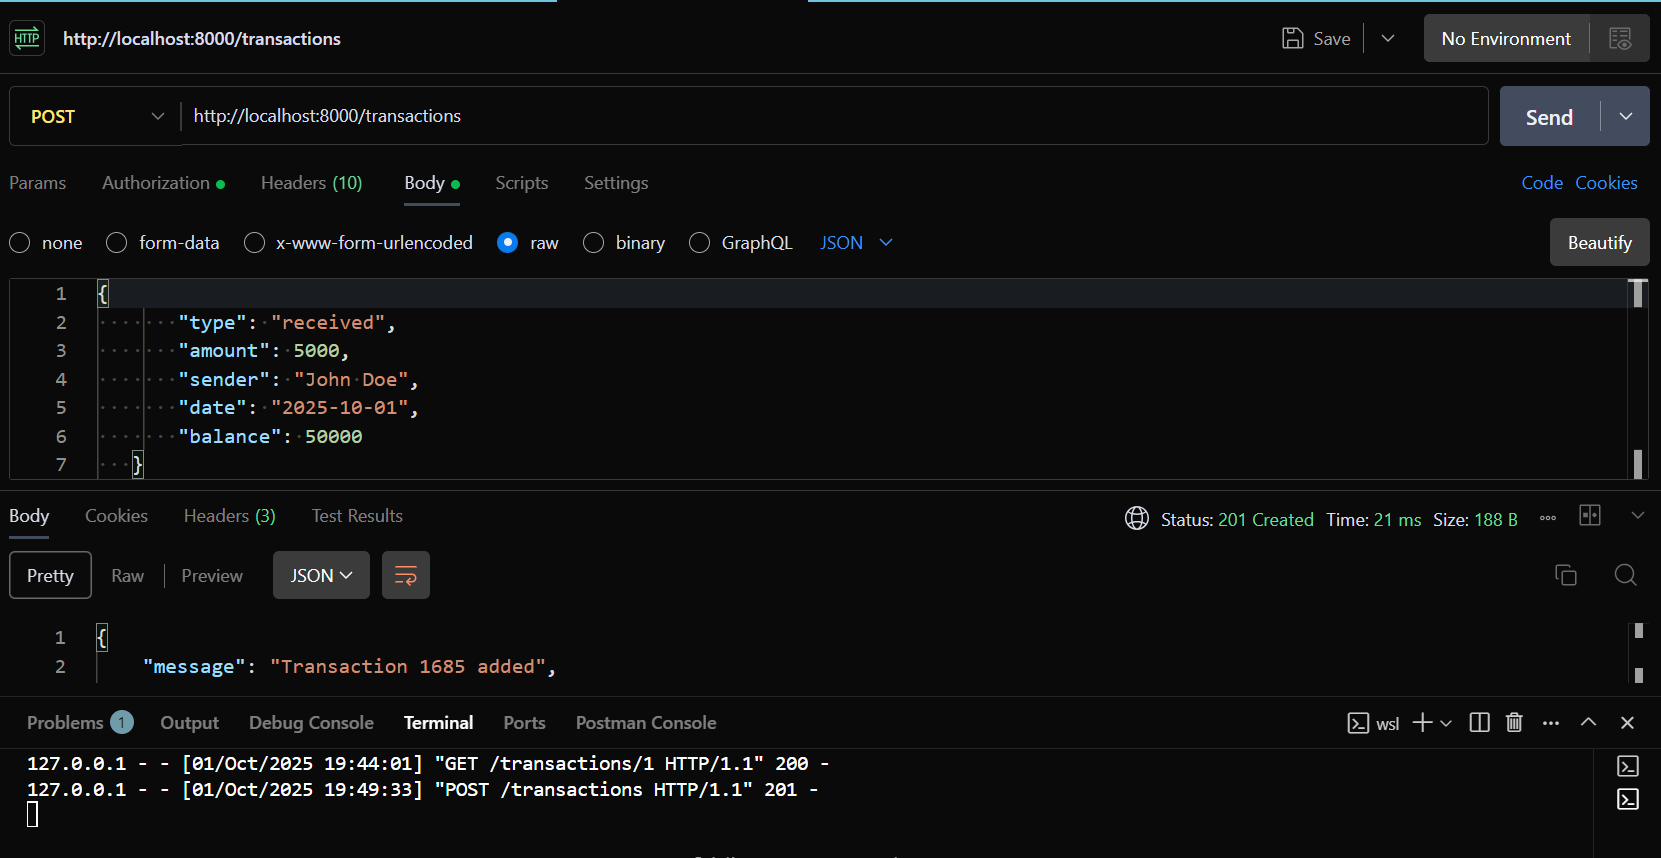 HTTP http://localhost:8000/transactions Save No Environment
POST http://localhost:8000/transactions Send
Params Authorization Headers (10) Body Scripts Settings Code Cookies
none form-data x-www-form-urlencoded raw binary GraphQL JSON Beautify
1 {
2 "type": "received",
3 "amount": 5000,
4 "sender": "John Doe",
5 "date": "2025-10-01",
6 "balance": 50000
7 }
Body Cookies Headers (3) Test Results Status: 201 Created Time: 21 ms Size: 188 B
Pretty Raw Preview JSON
1 {
2 "message": "Transaction 1685 added",
Problems 1 Output Debug Console Terminal Ports Postman Console wsl
127.0.0.1 - - [01/Oct/2025 19:44:01] "GET /transactions/1 HTTP/1.1" 200 -
127.0.0.1 - - [01/Oct/2025 19:49:33] "POST /transactions HTTP/1.1" 201 -